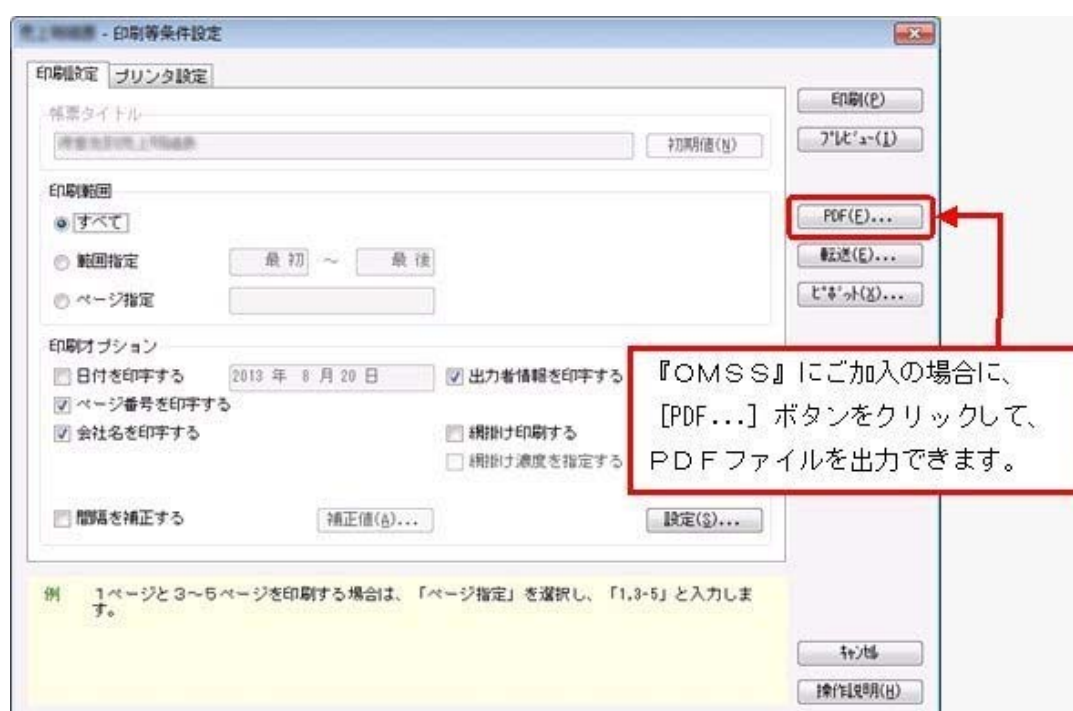 - 印刷等条件設定
印刷設定 プリンタ設定
帳票タイトル
初期値(N)
印刷範囲
すべて
範囲指定 最初 ～ 最後
ページ指定
印刷オプション
日付を印字する 2013 年 8 月 20 日 出力者情報を印字する
ページ番号を印字する
会社名を印字する 網掛け印刷する
網掛け濃度を指定する
間隔を補正する 補正値(A)... 設定(S)...
例 1ページと3～5ページを印刷する場合は、「ページ指定」を選択し、「1,3-5」と入力しま
す。
印刷(P)
ﾌﾟﾚﾋﾞｭｰ(I)
PDF(F)...
転送(E)...
ﾋﾟﾎﾞｯﾄ(X)...
『ＯＭＳＳ』にご加入の場合に、
[PDF...] ボタンをクリックして、
ＰＤＦファイルを出力できます。
ｷｬﾝｾﾙ
操作説明(H)